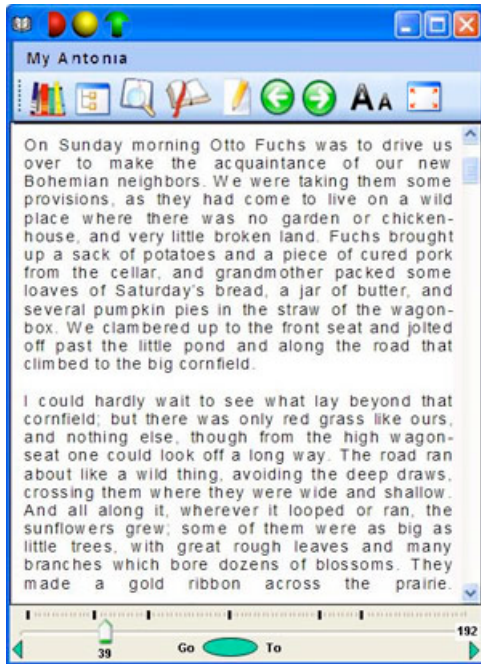 My Antonia
A A
On Sunday morning Otto Fuchs was to drive us
over to make the acquaintance of our new
Bohemian neighbors. We were taking them some
provisions, as they had come to live on a wild
place where there was no garden or chicken-
house, and very little broken land. Fuchs brought
up a sack of potatoes and a piece of cured pork
from the cellar, and grandmother packed some
loaves of Saturday's bread, a jar of butter, and
several pumpkin pies in the straw of the wagon-
box. We clambered up to the front seat and jolted
off past the little pond and along the road that
climbed to the big cornfield.
I could hardly wait to see what lay beyond that
cornfield; but there was only red grass like ours,
and nothing else, though from the high wagon-
seat one could look off a long way. The road ran
about like a wild thing, avoiding the deep draws,
crossing them where they were wide and shallow.
And all along it, wherever it looped or ran, the
sunflowers grew; some of them were as big as
little trees, with great rough leaves and many
branches which bore dozens of blossoms. They
made a gold ribbon across the prairie.
192
39 Go To